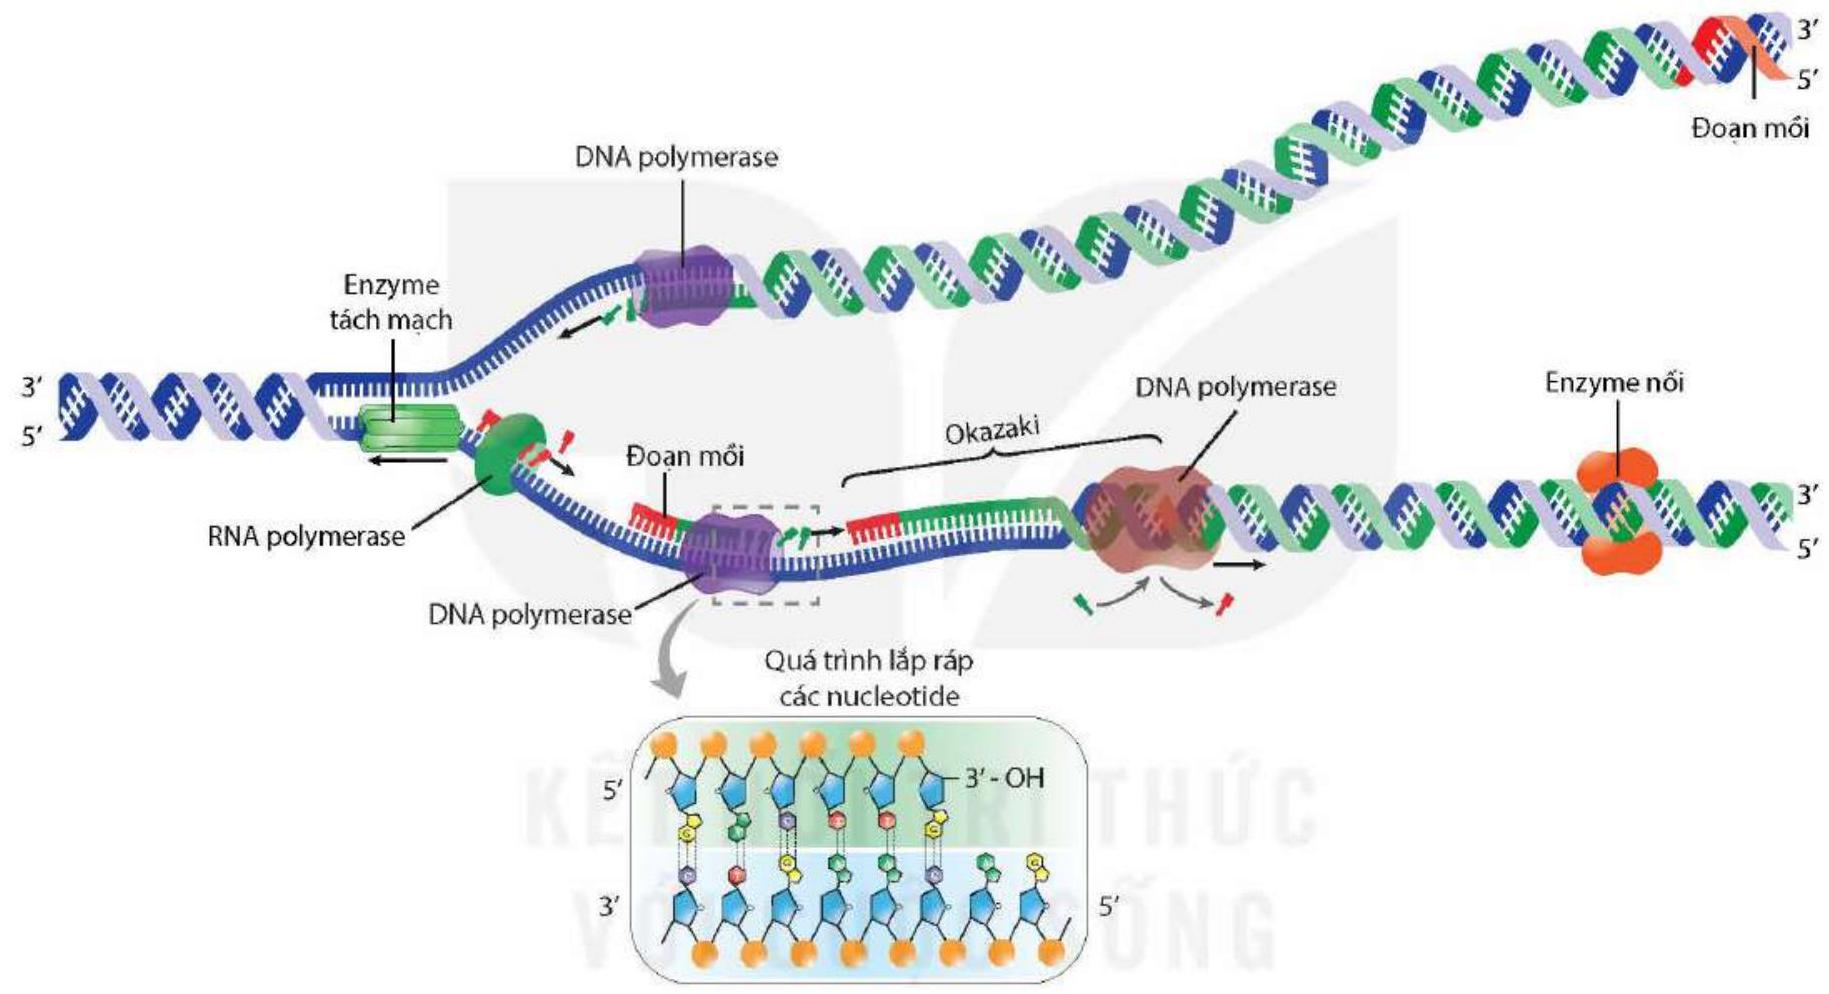 3′
5′
Đoạn mồi
DNA polymerase
Enzyme
tách mạch
3′
5′
RNA polymerase
Đoạn mồi
DNA polymerase
Okazaki
DNA polymerase
Enzyme nối
3′
5′
Quá trình lắp ráp
các nucleotide
5′
3′ - OH
G A C T T G
C T G A A C A G
3′
5′
KẾT NỐI TRI THỨC
VỚI CUỘC SỐNG